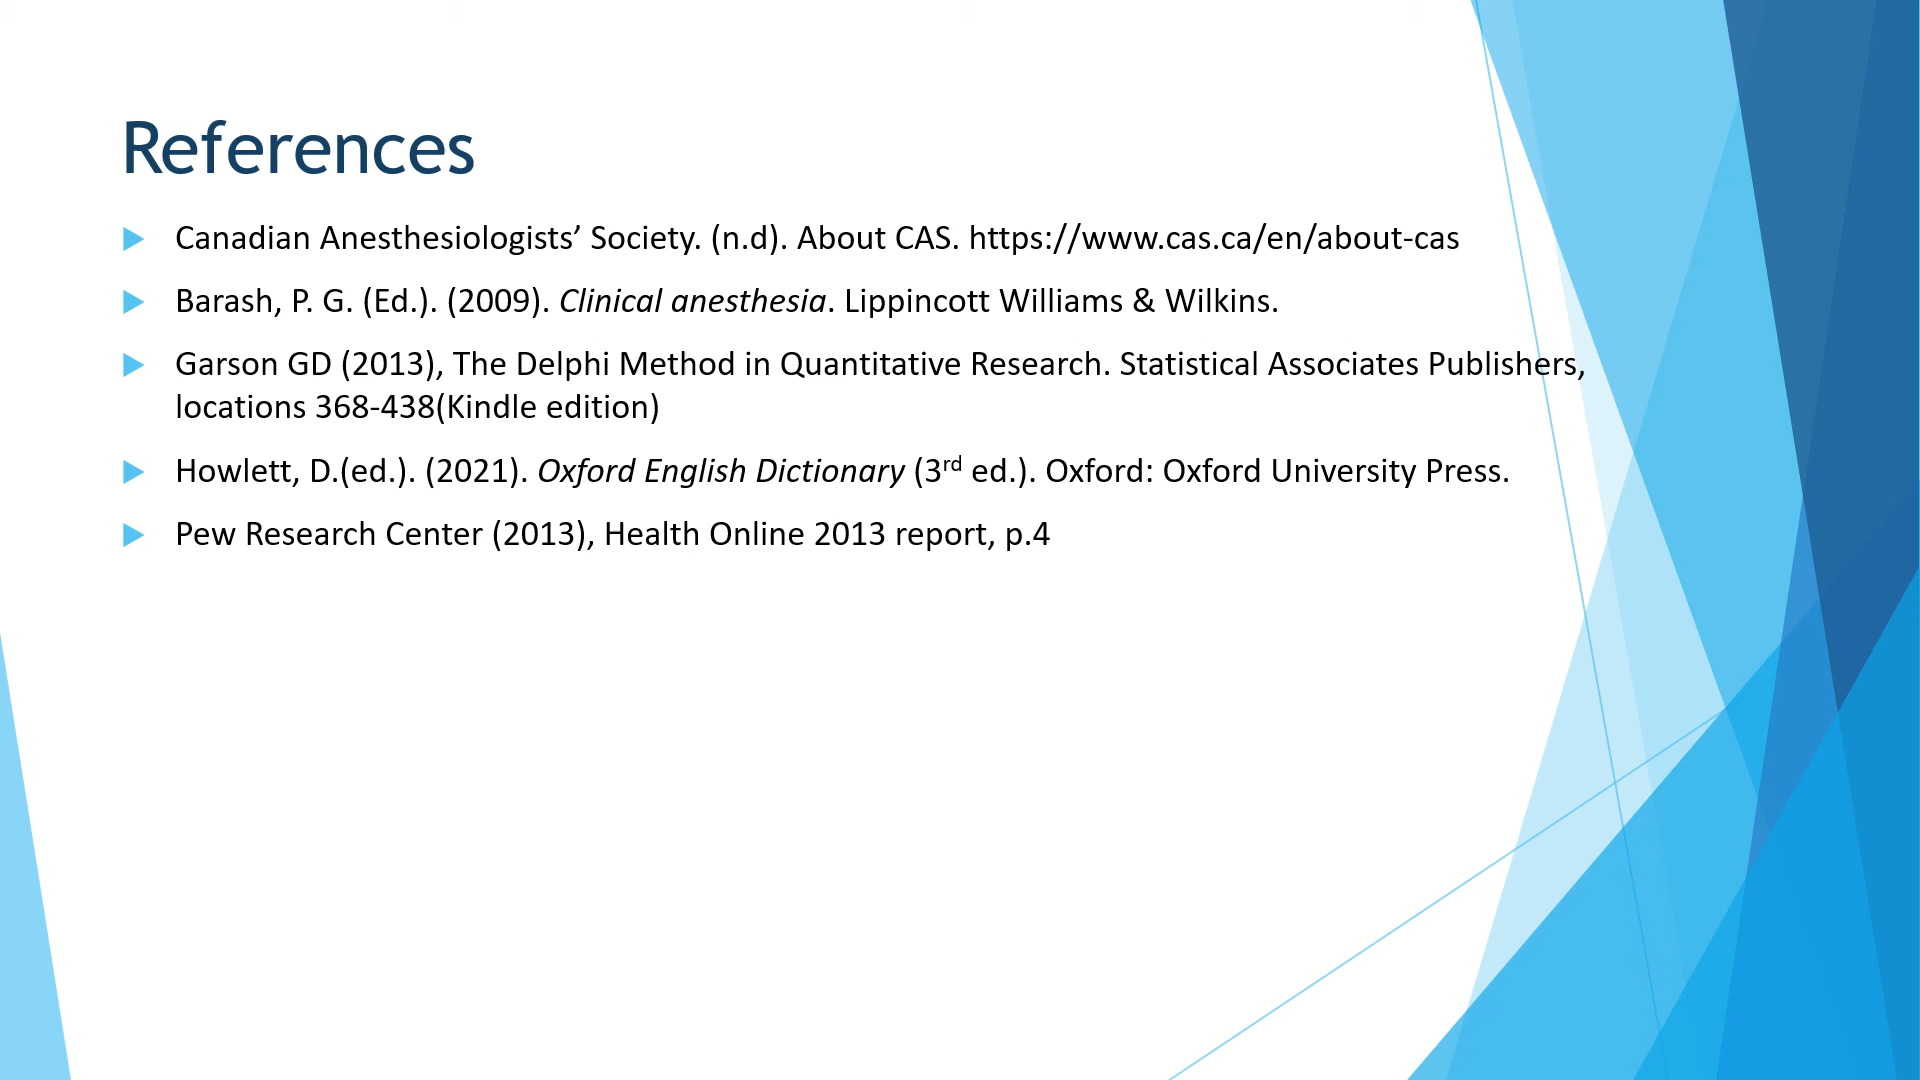 References
Canadian Anesthesiologists’ Society. (n.d). About CAS. https://www.cas.ca/en/about-cas
Barash, P. G. (Ed.). (2009). Clinical anesthesia. Lippincott Williams & Wilkins.
Garson GD (2013), The Delphi Method in Quantitative Research. Statistical Associates Publishers,
locations 368-438(Kindle edition)
Howlett, D.(ed.). (2021). Oxford English Dictionary (3rd ed.). Oxford: Oxford University Press.
Pew Research Center (2013), Health Online 2013 report, p.4